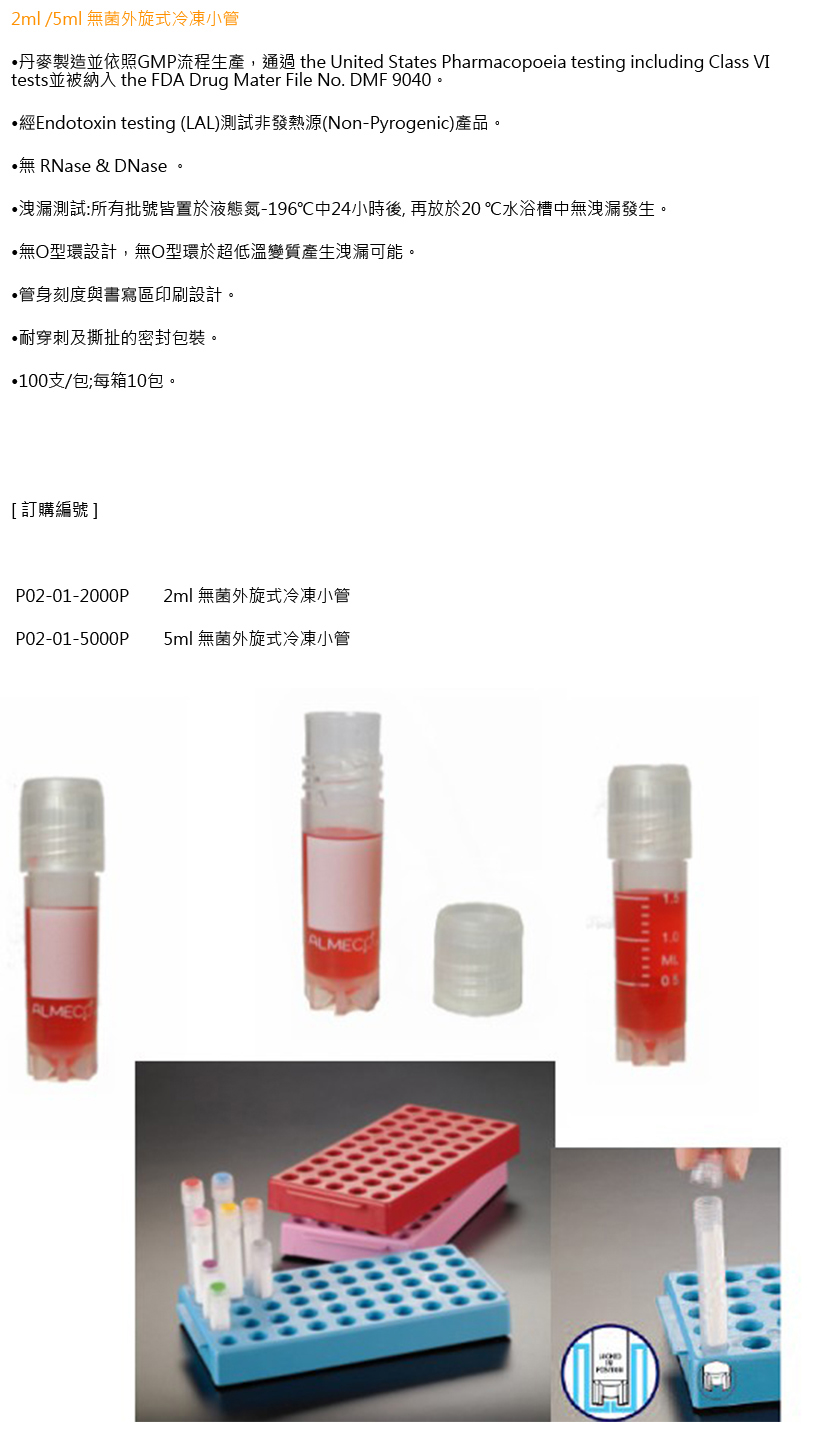 2ml /5ml 無菌外旋式冷凍小管
•丹麥製造並依照GMP流程生產，通過 the United States Pharmacopoeia testing including Class VI
tests並被納入 the FDA Drug Mater File No. DMF 9040。
•經Endotoxin testing (LAL)測試非發熱源(Non-Pyrogenic)產品。
•無 RNase & DNase 。
•洩漏測試:所有批號皆置於液態氮-196℃中24小時後, 再放於20 ℃水浴槽中無洩漏發生。
•無O型環設計，無O型環於超低溫變質產生洩漏可能。
•管身刻度與書寫區印刷設計。
•耐穿刺及撕扯的密封包裝。
•100支/包;每箱10包。
[ 訂購編號 ]
P02-01-2000P 2ml 無菌外旋式冷凍小管
P02-01-5000P 5ml 無菌外旋式冷凍小管
ALMECO
ALMECO
1.5
1.0
ML
0.5
LOCKED
IN
POSITION